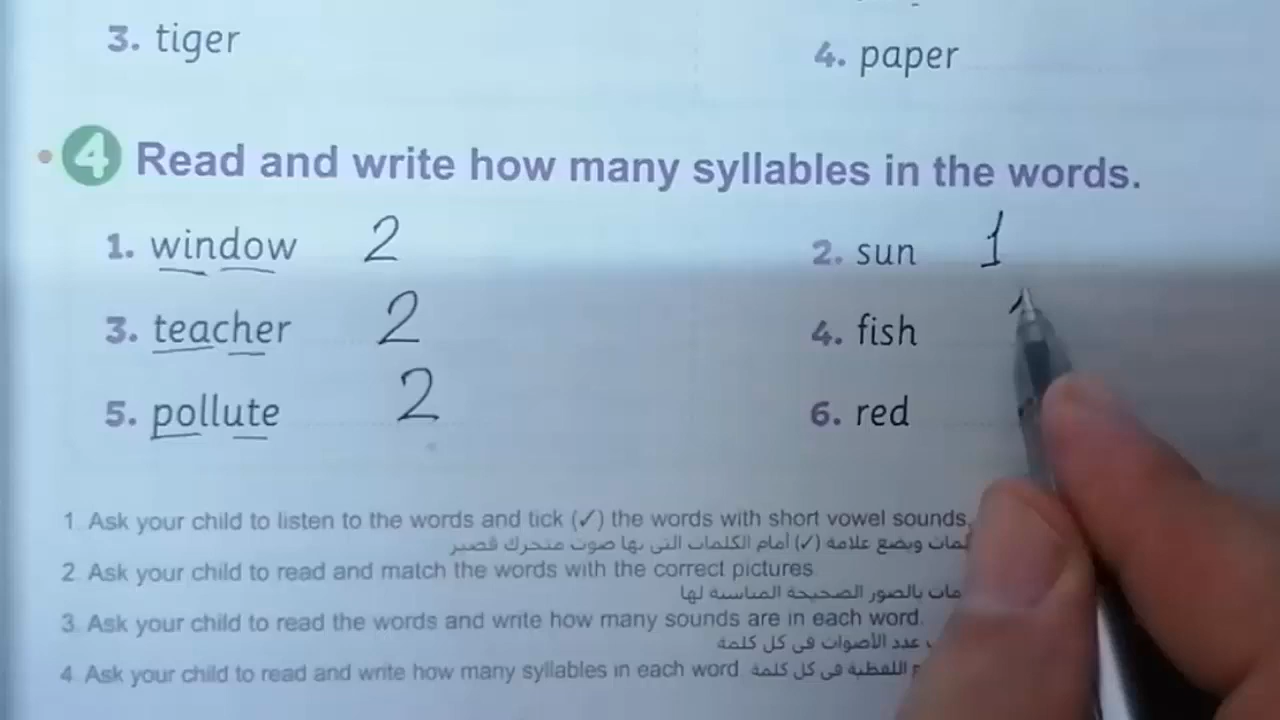 3. tiger
4. paper
4 Read and write how many syllables in the words.
1. window 2
2. sun 1
3. teacher 2
4. fish
5. pollute 2
6. red
1. Ask your child to listen to the words and tick (✓) the words with short vowel sounds.
أمام الكلمات التى بها صوت متحرك قصير (✓) ويضع علامة
2. Ask your child to read and match the words with the correct pictures.
بالصور الصحيحة المناسبة لها
3. Ask your child to read the words and write how many sounds are in each word.
عدد الأصوات فى كل كلمة
4. Ask your child to read and write how many syllables in each word.
اللفظية فى كل كلمة